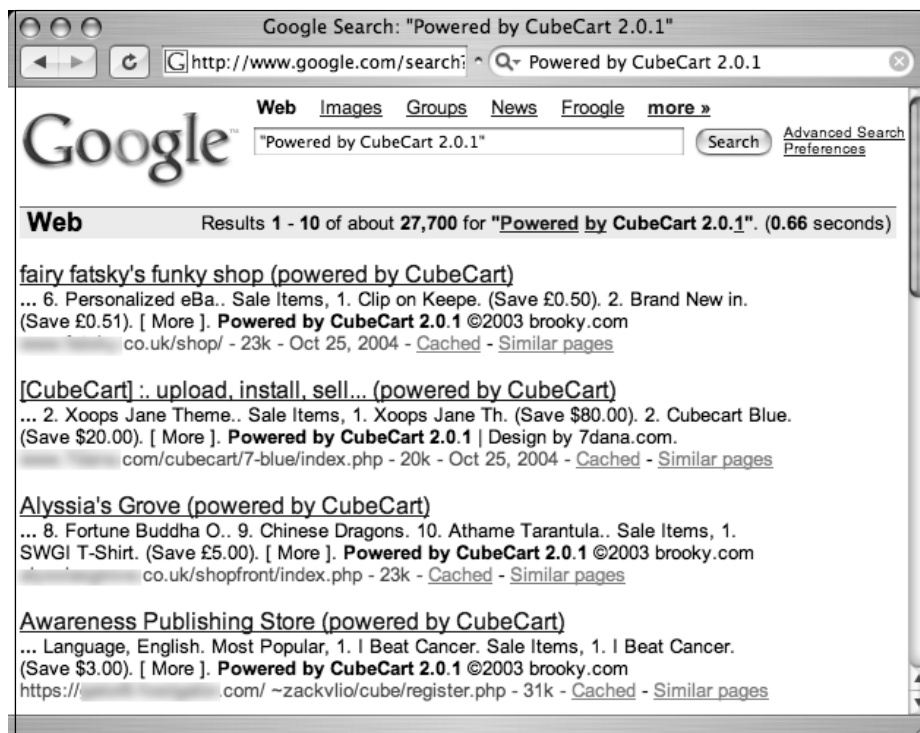 Google Search: "Powered by CubeCart 2.0.1"
G http://www.google.com/search? Powered by CubeCart 2.0.1
Web Images Groups News Froogle more »
Google™ "Powered by CubeCart 2.0.1" Search Advanced Search
Preferences
Web Results 1 - 10 of about 27,700 for "Powered by CubeCart 2.0.1". (0.66 seconds)
fairy fatsky's funky shop (powered by CubeCart)
... 6. Personalized eBa.. Sale Items, 1. Clip on Keepe. (Save £0.50). 2. Brand New in.
(Save £0.51). [ More ]. Powered by CubeCart 2.0.1 ©2003 brooky.com
co.uk/shop/ - 23k - Oct 25, 2004 - Cached - Similar pages
[CubeCart] :. upload, install, sell... (powered by CubeCart)
... 2. Xoops Jane Theme.. Sale Items, 1. Xoops Jane Th. (Save $80.00). 2. Cubecart Blue.
(Save $20.00). [ More ]. Powered by CubeCart 2.0.1 | Design by 7dana.com.
com/cubecart/7-blue/index.php - 20k - Oct 25, 2004 - Cached - Similar pages
Alyssia's Grove (powered by CubeCart)
... 8. Fortune Buddha O.. 9. Chinese Dragons. 10. Athame Tarantula.. Sale Items, 1.
SWGI T-Shirt. (Save £5.00). [ More ]. Powered by CubeCart 2.0.1 ©2003 brooky.com
co.uk/shopfront/index.php - 23k - Cached - Similar pages
Awareness Publishing Store (powered by CubeCart)
... Language, English. Most Popular, 1. I Beat Cancer. Sale Items, 1. I Beat Cancer.
(Save $3.00). [ More ]. Powered by CubeCart 2.0.1 ©2003 brooky.com
https:// .com/ ~zackvlio/cube/register.php - 31k - Cached - Similar pages